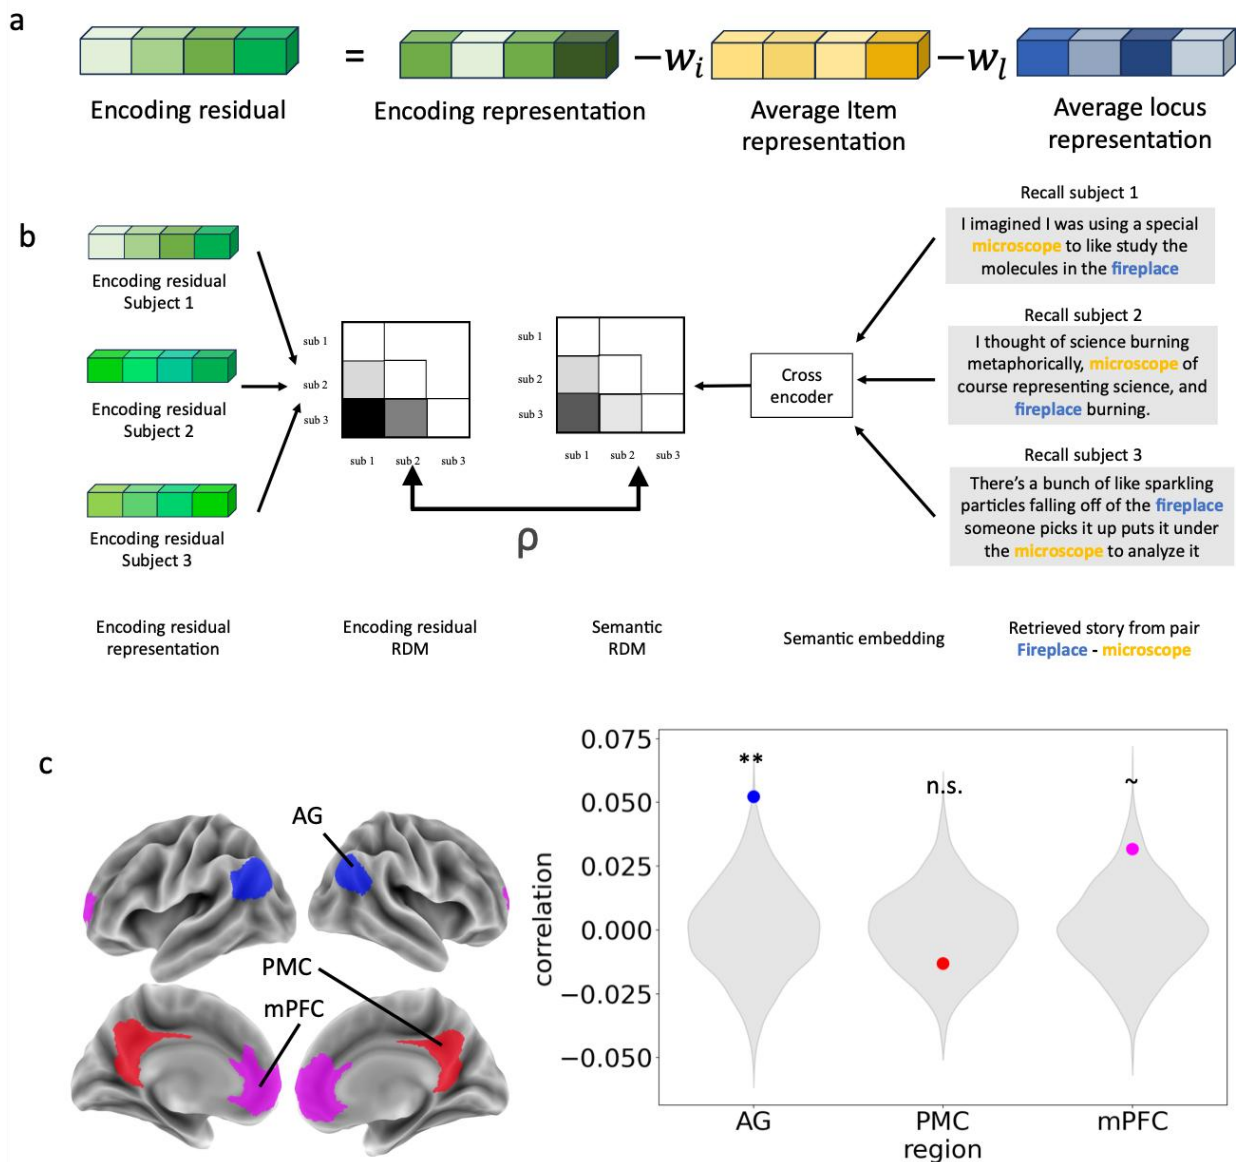 a
=
−wᵢ
−wₗ
Encoding residual
Encoding representation
Average Item
representation
Average locus
representation
b
Encoding residual
Subject 1
Encoding residual
Subject 2
Encoding residual
Subject 3
sub 1
sub 2
sub 3
sub 1
sub 2
sub 3
sub 1
sub 2
sub 3
sub 1
sub 2
sub 3
ρ
Cross
encoder
Recall subject 1
I imagined I was using a special
microscope to like study the
molecules in the fireplace
Recall subject 2
I thought of science burning
metaphorically, microscope of
course representing science, and
fireplace burning.
Recall subject 3
There's a bunch of like sparkling
particles falling off of the fireplace
someone picks it up puts it under
the microscope to analyze it
Encoding residual
representation
Encoding residual
RDM
Semantic
RDM
Semantic embedding
Retrieved story from pair
Fireplace - microscope
c
AG
PMC
mPFC
correlation
0.075
0.050
0.025
0.000
−0.025
−0.050
**
n.s.
~
AG
PMC
mPFC
region